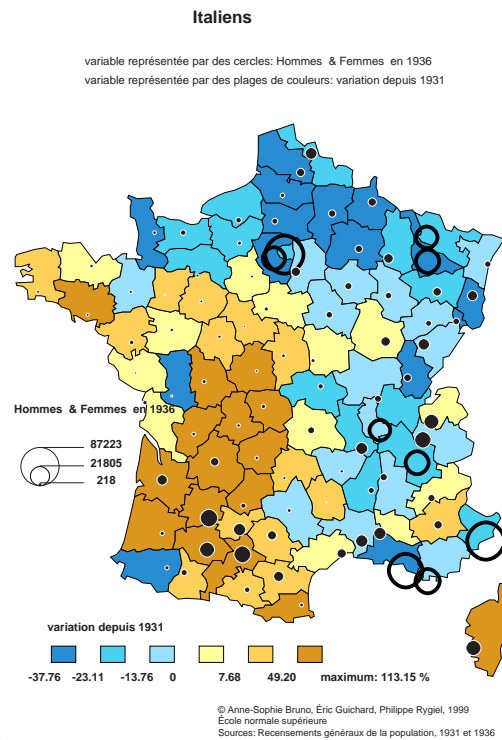 Italiens
variable représentée par des cercles: Hommes & Femmes en 1936
variable représentée par des plages de couleurs: variation depuis 1931
Hommes & Femmes en 1936
87223
21805
218
variation depuis 1931
-37.76 -23.11 -13.76 0 7.68 49.20 maximum: 113.15 %
© Anne-Sophie Bruno, Éric Guichard, Philippe Rygiel, 1999
École normale supérieure
Sources: Recensements généraux de la population, 1931 et 1936